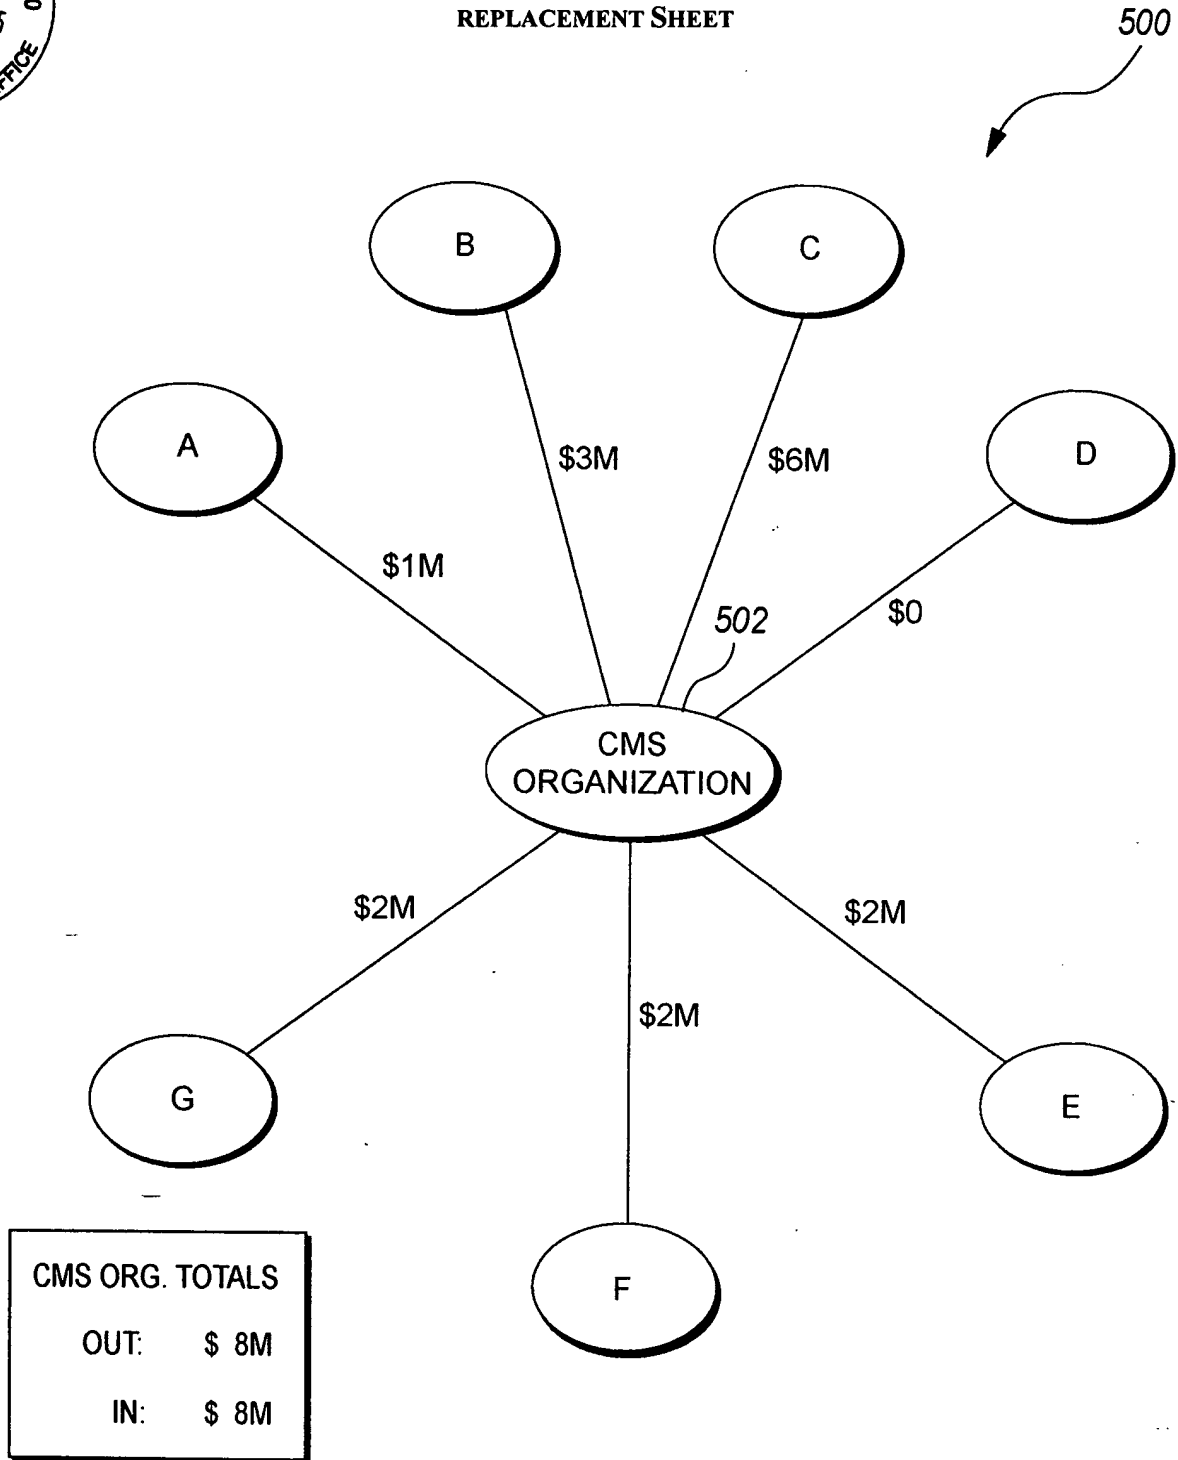 REPLACEMENT SHEET
500
B
C
A
D
$3M
$6M
$1M
$0
502
CMS
ORGANIZATION
$2M
$2M
$2M
G
E
F
CMS ORG. TOTALS
OUT: $ 8M
IN: $ 8M